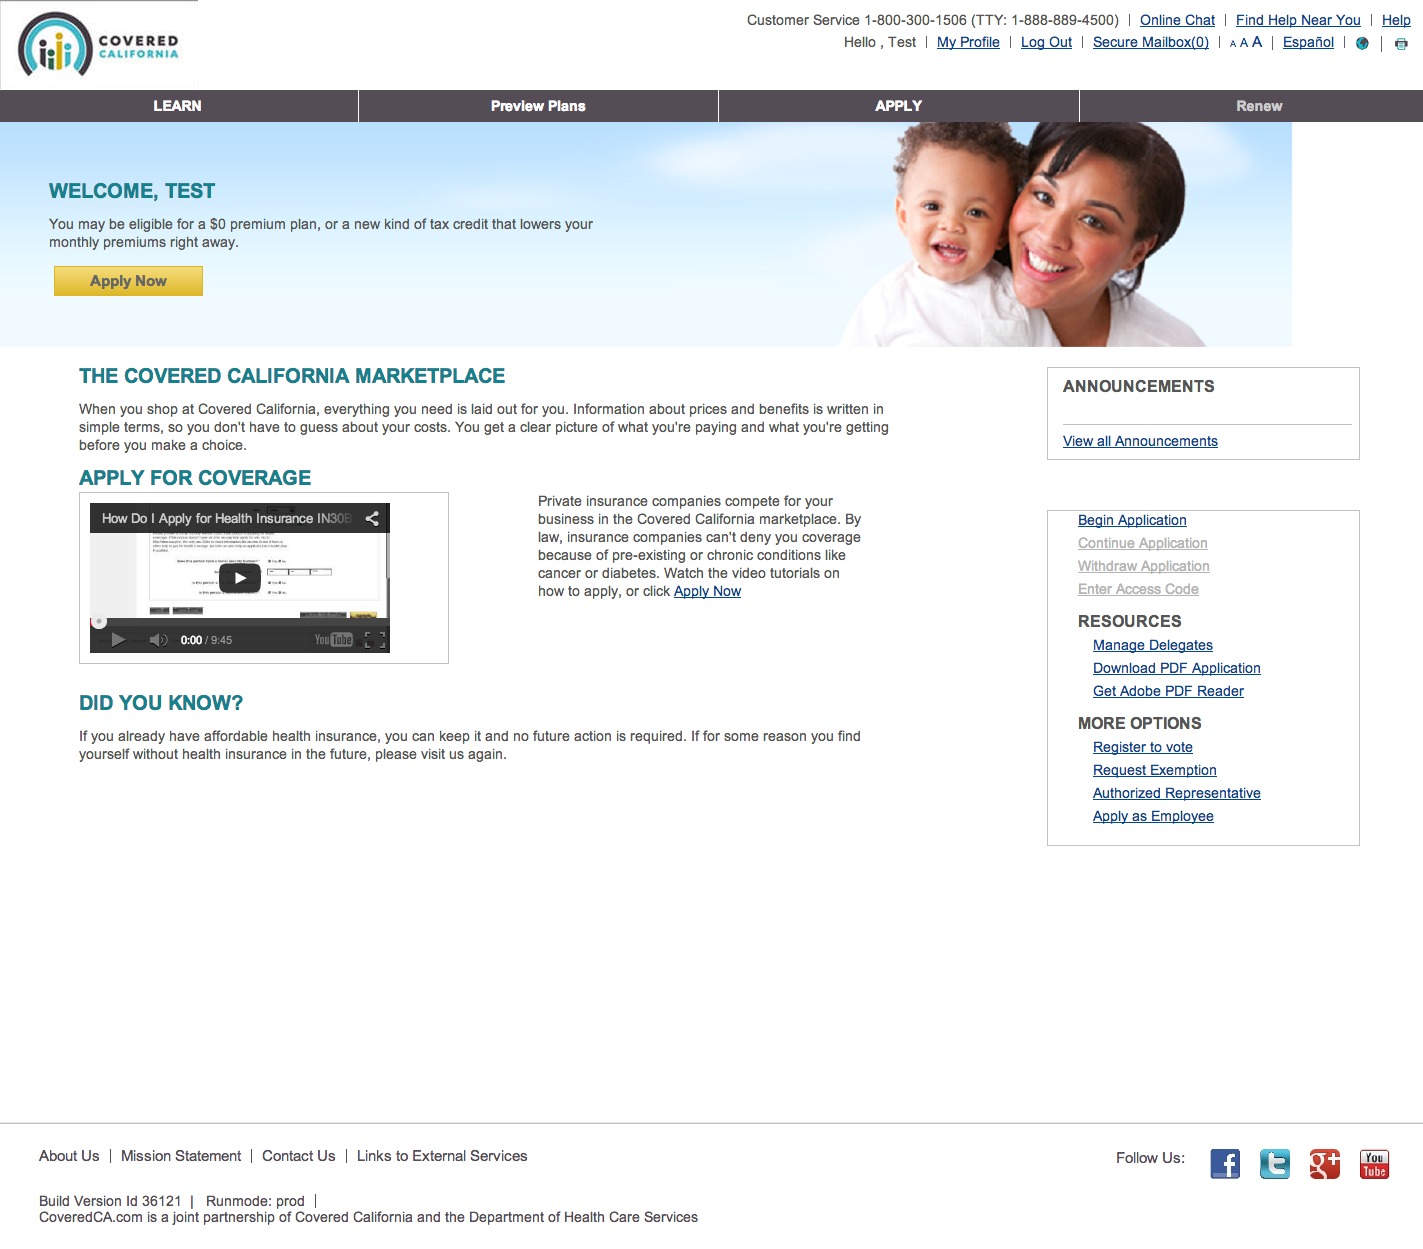 COVERED
CALIFORNIA
Customer Service 1-800-300-1506 (TTY: 1-888-889-4500) | Online Chat | Find Help Near You | Help
Hello , Test | My Profile | Log Out | Secure Mailbox(0) | A A A | Español |
LEARN
Preview Plans
APPLY
Renew
WELCOME, TEST
You may be eligible for a $0 premium plan, or a new kind of tax credit that lowers your
monthly premiums right away.
Apply Now
THE COVERED CALIFORNIA MARKETPLACE
When you shop at Covered California, everything you need is laid out for you. Information about prices and benefits is written in
simple terms, so you don't have to guess about your costs. You get a clear picture of what you're paying and what you're getting
before you make a choice.
APPLY FOR COVERAGE
How Do I Apply for Health Insurance IN30B
0:00 / 9:45
YouTube
Private insurance companies compete for your
business in the Covered California marketplace. By
law, insurance companies can't deny you coverage
because of pre-existing or chronic conditions like
cancer or diabetes. Watch the video tutorials on
how to apply, or click Apply Now
DID YOU KNOW?
If you already have affordable health insurance, you can keep it and no future action is required. If for some reason you find
yourself without health insurance in the future, please visit us again.
ANNOUNCEMENTS
View all Announcements
Begin Application
Continue Application
Withdraw Application
Enter Access Code
RESOURCES
Manage Delegates
Download PDF Application
Get Adobe PDF Reader
MORE OPTIONS
Register to vote
Request Exemption
Authorized Representative
Apply as Employee
About Us | Mission Statement | Contact Us | Links to External Services
Follow Us:
You
Tube
Build Version Id 36121 | Runmode: prod |
CoveredCA.com is a joint partnership of Covered California and the Department of Health Care Services